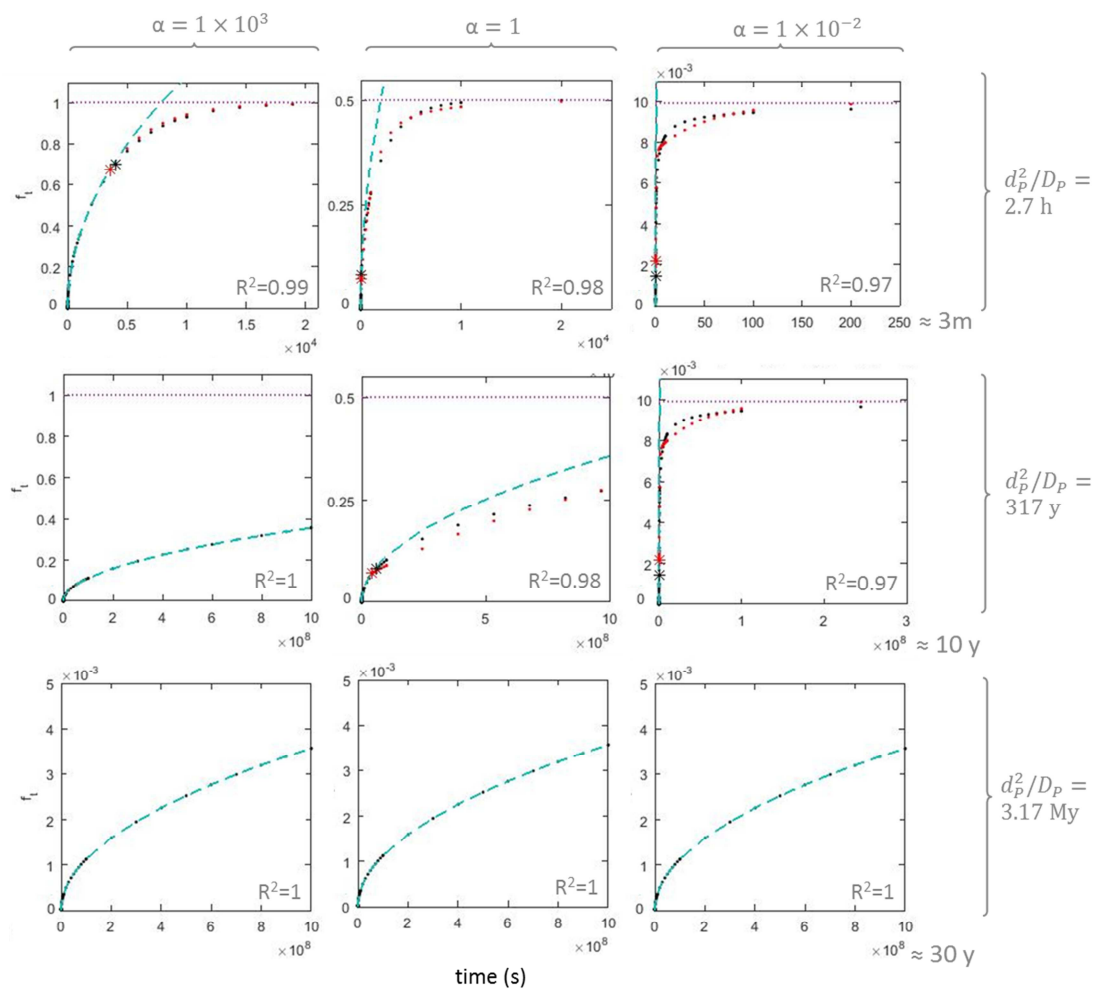 α = 1 × 10³
α = 1
α = 1 × 10⁻²
1
0.8
0.6
0.4
0.2
0
f_t
R²=0.99
0 0.5 1 1.5 2
×10⁴
0.5
0.25
0
R²=0.98
0 1 2
×10⁴
×10⁻³
10
8
6
4
2
0
R²=0.97
0 50 100 150 200 250
≈ 3m
d_P²/D_P =
2.7 h
1
0.8
0.6
0.4
0.2
0
f_t
R²=1
0 2 4 6 8 10
×10⁸
0.5
0.25
0
R²=0.98
0 5 10
×10⁸
×10⁻³
10
8
6
4
2
0
R²=0.97
0 1 2 3
×10⁸ ≈ 10 y
d_P²/D_P =
317 y
×10⁻³
5
4
3
2
1
0
f_t
R²=1
0 2 4 6 8 10
×10⁸
×10⁻³
5
4
3
2
1
0
R²=1
0 2 4 6 8 10
×10⁸
×10⁻³
5
4
3
2
1
0
R²=1
0 2 4 6 8 10
×10⁸ ≈ 30 y
d_P²/D_P =
3.17 My
time (s)